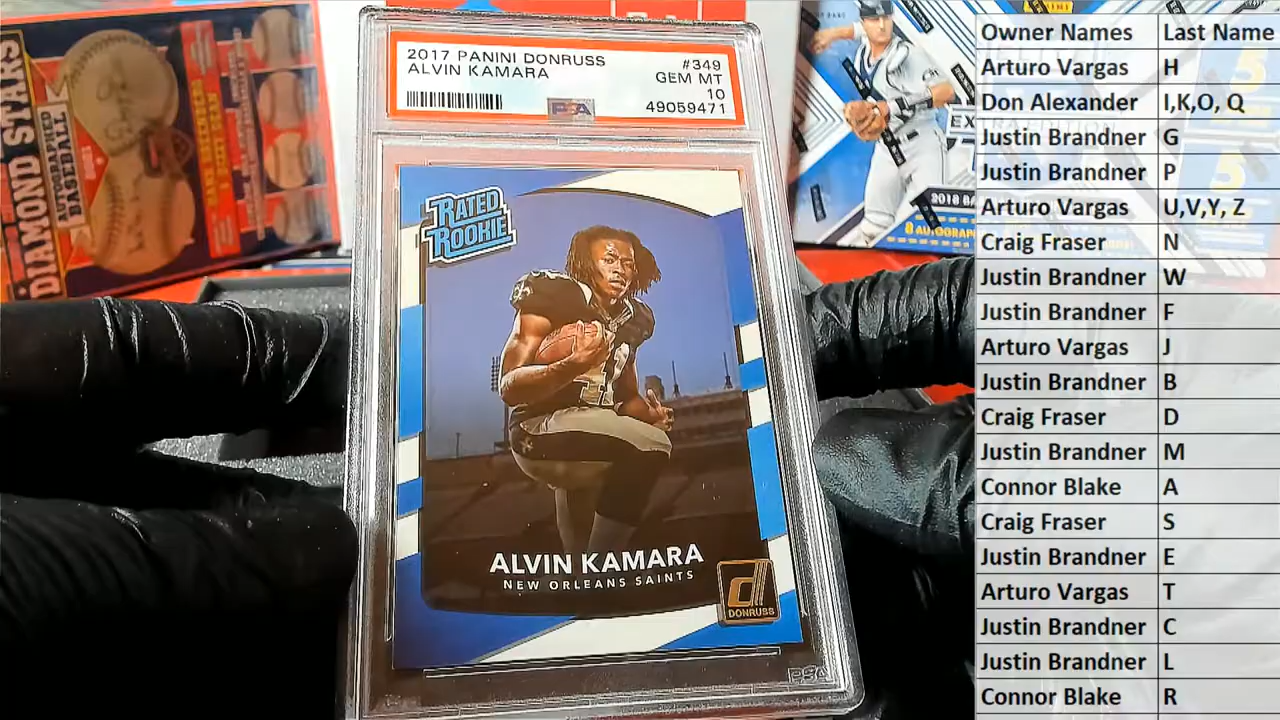 DIAMOND STARS
AUTOGRAPHED
BASEBALL
2017 PANINI DONRUSS
ALVIN KAMARA
#349
GEM MT
10
49059471
PSA
RATED
ROOKIE
ALVIN KAMARA
NEW ORLEANS SAINTS
d
DONRUSS
PSA
Owner Names Last Name
Arturo Vargas H
Don Alexander I,K,O, Q
Justin Brandner G
Justin Brandner P
Arturo Vargas U,V,Y, Z
Craig Fraser N
Justin Brandner W
Justin Brandner F
Arturo Vargas J
Justin Brandner B
Craig Fraser D
Justin Brandner M
Connor Blake A
Craig Fraser S
Justin Brandner E
Arturo Vargas T
Justin Brandner C
Justin Brandner L
Connor Blake R